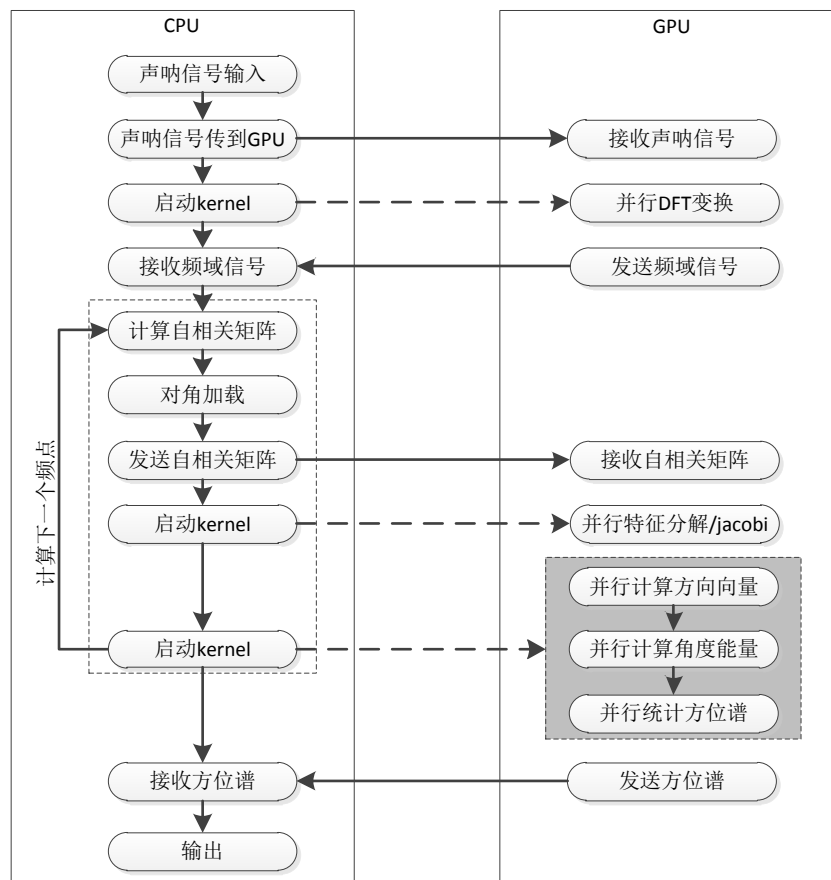 CPU
GPU
声呐信号输入
声呐信号传到GPU
接收声呐信号
启动kernel
并行DFT变换
接收频域信号
发送频域信号
计算自相关矩阵
对角加载
发送自相关矩阵
接收自相关矩阵
启动kernel
并行特征分解/jacobi
计算下一个频点
并行计算方向向量
启动kernel
并行计算角度能量
并行统计方位谱
接收方位谱
发送方位谱
输出